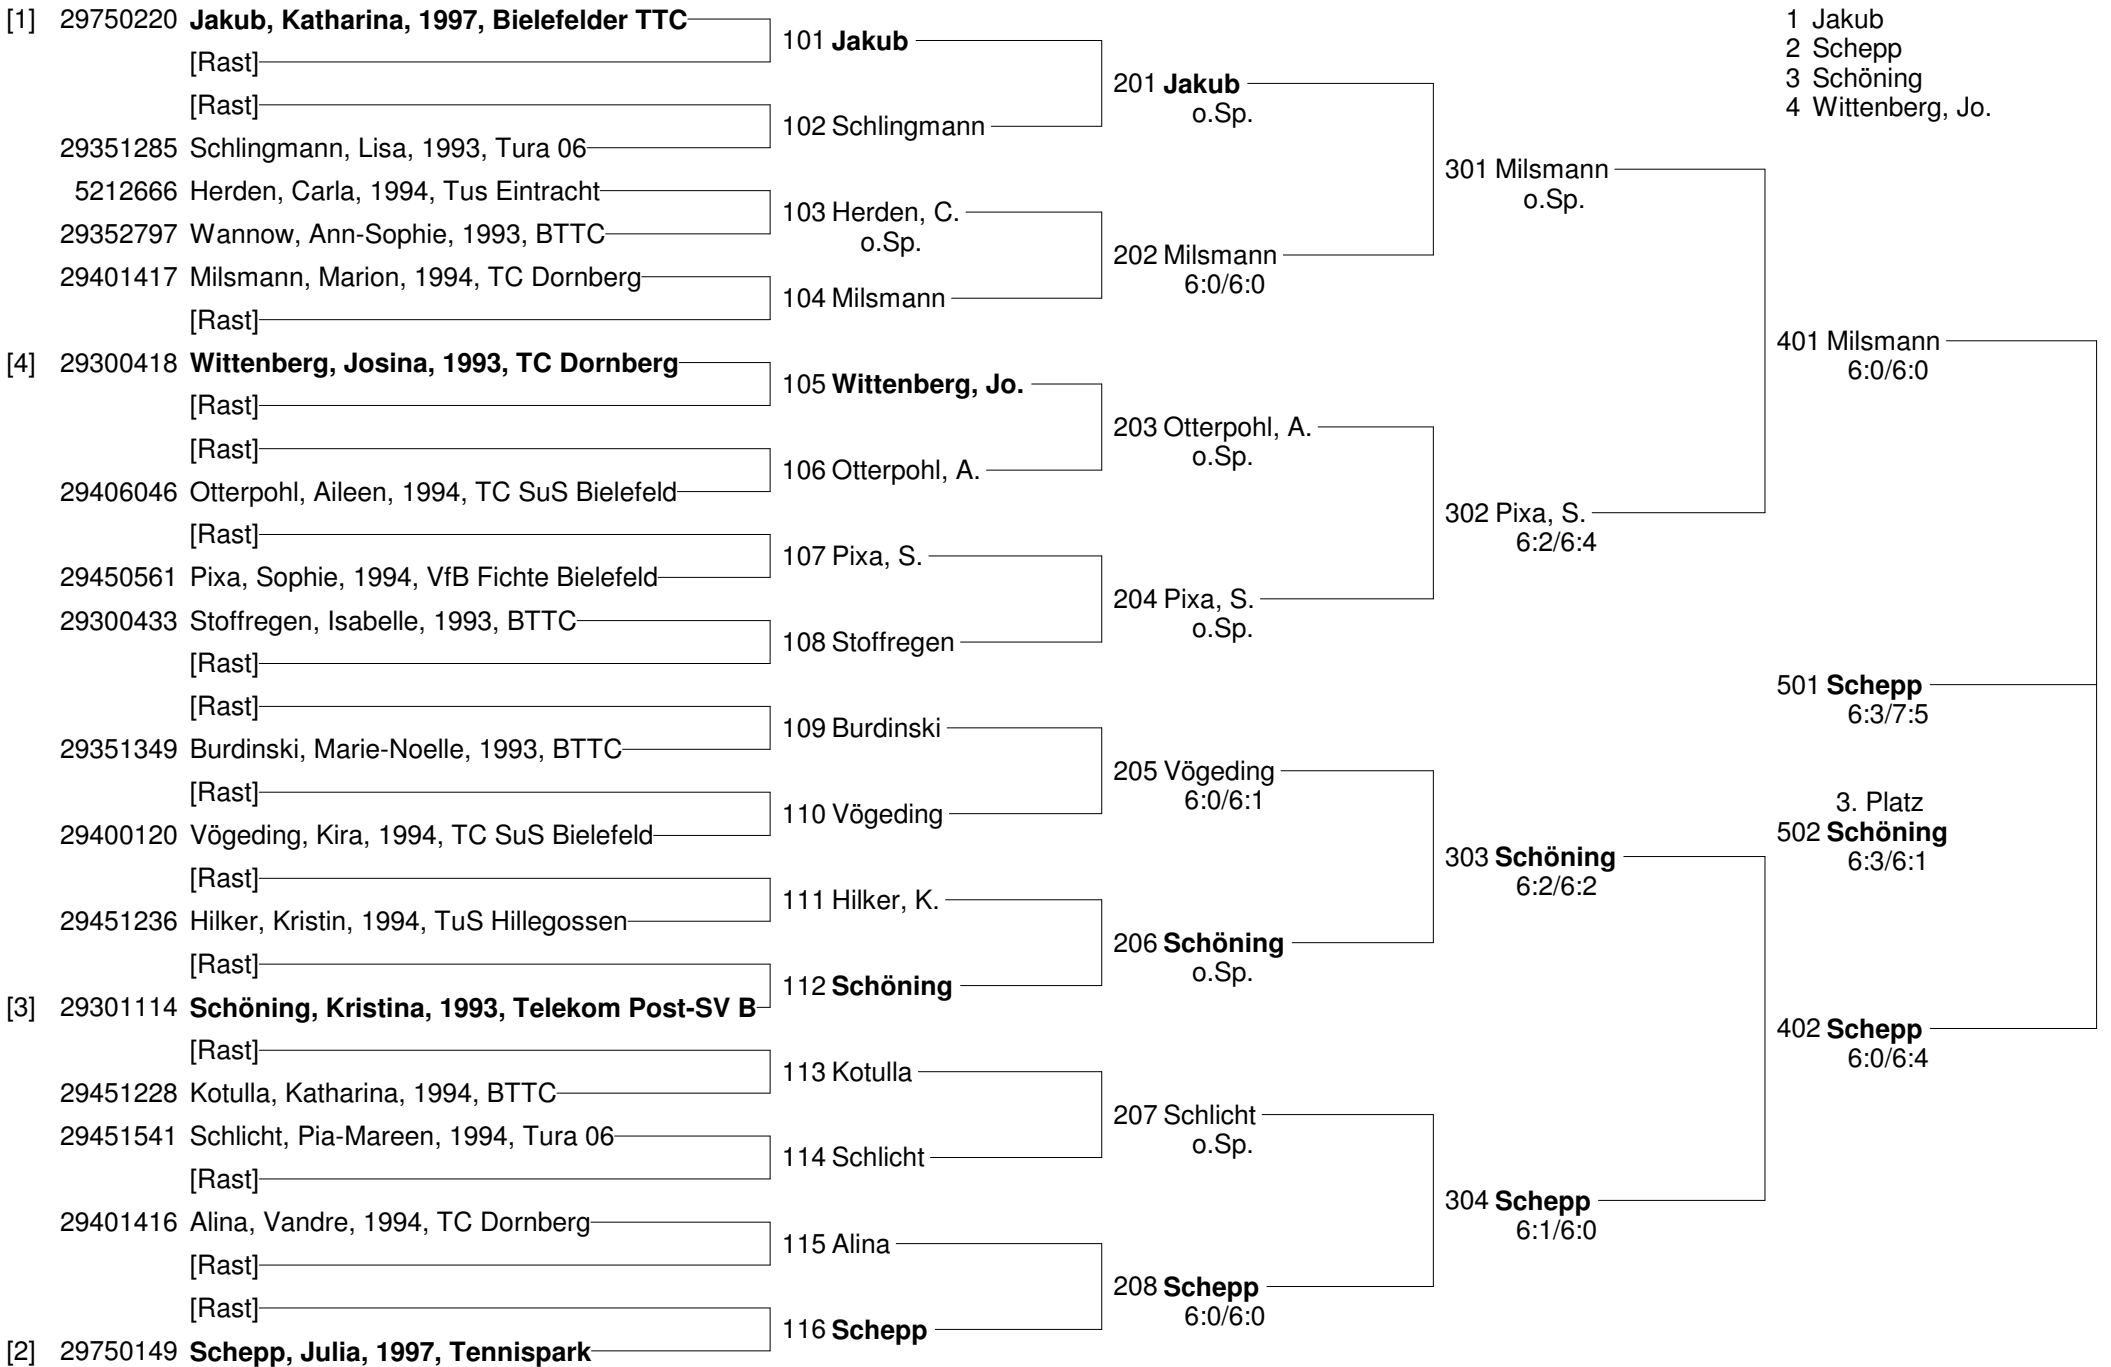 [1] 29750220 Jakub, Katharina, 1997, Bielefelder TTC
[Rast]
[Rast]
29351285 Schlingmann, Lisa, 1993, Tura 06
5212666 Herden, Carla, 1994, Tus Eintracht
29352797 Wannow, Ann-Sophie, 1993, BTTC
29401417 Milsmann, Marion, 1994, TC Dornberg
[Rast]
[4] 29300418 Wittenberg, Josina, 1993, TC Dornberg
[Rast]
[Rast]
29406046 Otterpohl, Aileen, 1994, TC SuS Bielefeld
[Rast]
29450561 Pixa, Sophie, 1994, VfB Fichte Bielefeld
29300433 Stoffregen, Isabelle, 1993, BTTC
[Rast]
[Rast]
29351349 Burdinski, Marie-Noelle, 1993, BTTC
[Rast]
29400120 Vögeding, Kira, 1994, TC SuS Bielefeld
[Rast]
29451236 Hilker, Kristin, 1994, TuS Hillegossen
[Rast]
[3] 29301114 Schöning, Kristina, 1993, Telekom Post-SV B
[Rast]
29451228 Kotulla, Katharina, 1994, BTTC
29451541 Schlicht, Pia-Mareen, 1994, Tura 06
[Rast]
29401416 Alina, Vandre, 1994, TC Dornberg
[Rast]
[Rast]
[2] 29750149 Schepp, Julia, 1997, Tennispark
101 Jakub
102 Schlingmann
103 Herden, C.
o.Sp.
104 Milsmann
105 Wittenberg, Jo.
106 Otterpohl, A.
107 Pixa, S.
108 Stoffregen
109 Burdinski
110 Vögeding
111 Hilker, K.
112 Schöning
113 Kotulla
114 Schlicht
115 Alina
116 Schepp
201 Jakub
o.Sp.
202 Milsmann
6:0/6:0
203 Otterpohl, A.
o.Sp.
204 Pixa, S.
o.Sp.
205 Vögeding
6:0/6:1
206 Schöning
o.Sp.
207 Schlicht
o.Sp.
208 Schepp
6:0/6:0
301 Milsmann
o.Sp.
302 Pixa, S.
6:2/6:4
303 Schöning
6:2/6:2
304 Schepp
6:1/6:0
1 Jakub
2 Schepp
3 Schöning
4 Wittenberg, Jo.
401 Milsmann
6:0/6:0
501 Schepp
6:3/7:5
3. Platz
502 Schöning
6:3/6:1
402 Schepp
6:0/6:4